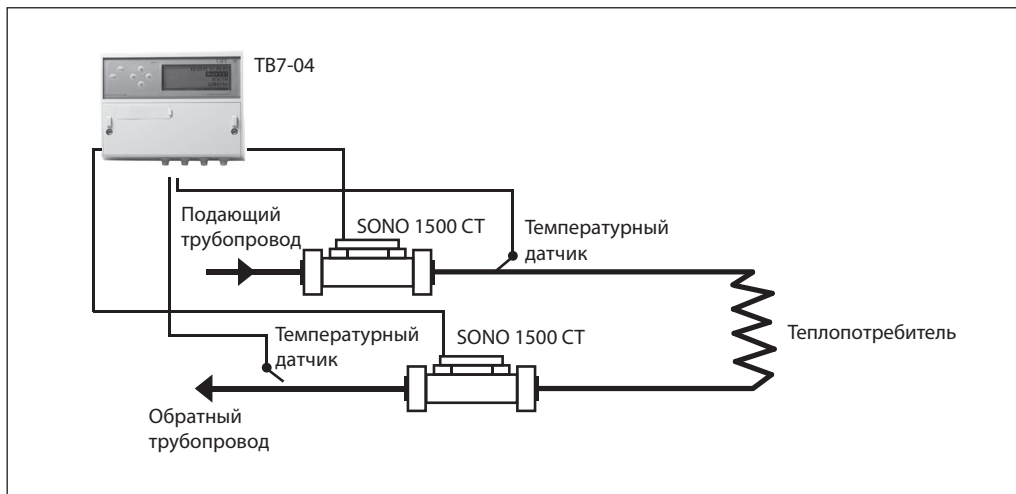 ТВ7-04
Подающий
трубопровод
SONO 1500 CT
Температурный
датчик
Температурный
датчик
SONO 1500 CT
Теплопотребитель
Обратный
трубопровод